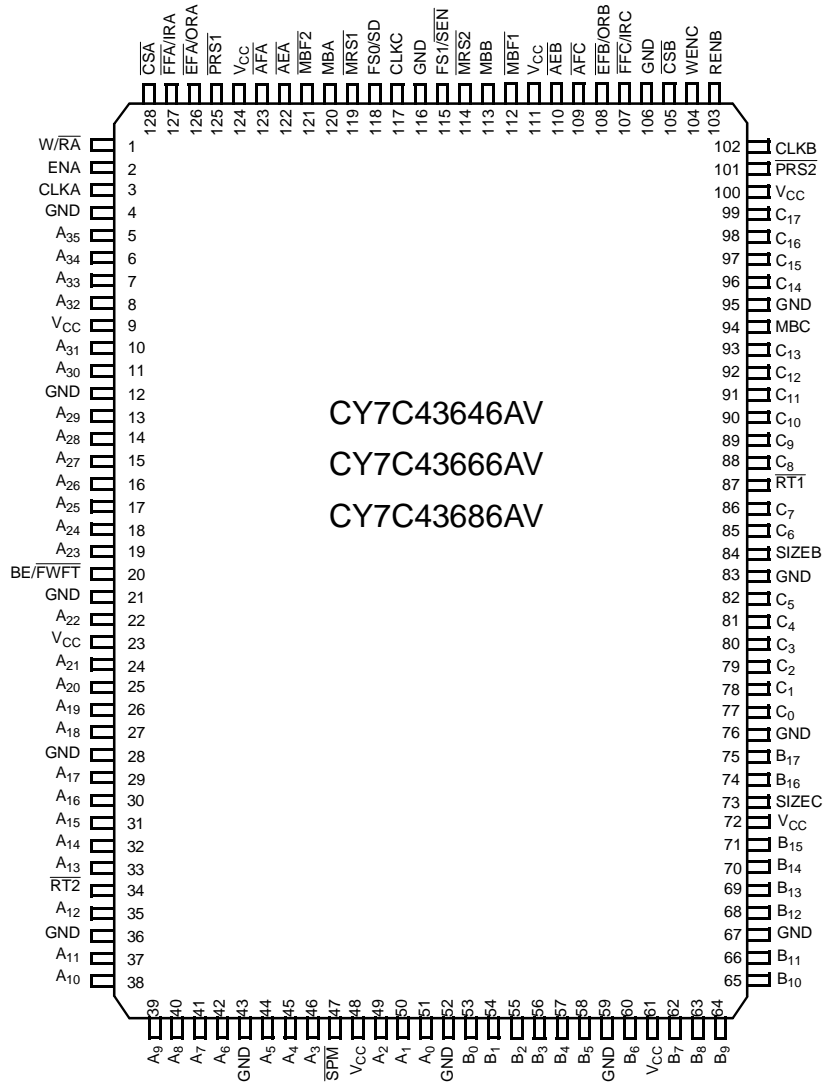 CSA FFA/IRA EFA/ORA PRS1 VCC AFA AEA MBF2 MBA MRS1 FS0/SD CLKC GND FS1/SEN MRS2 MBB MBF1 VCC AEB AFC EFB/ORB FFC/IRC GND CSB WENC RENB
128 127 126 125 124 123 122 121 120 119 118 117 116 115 114 113 112 111 110 109 108 107 106 105 104 103
W/RA 1
ENA 2
CLKA 3
GND 4
A35 5
A34 6
A33 7
A32 8
VCC 9
A31 10
A30 11
GND 12
A29 13
A28 14
A27 15
A26 16
A25 17
A24 18
A23 19
BE/FWFT 20
GND 21
A22 22
VCC 23
A21 24
A20 25
A19 26
A18 27
GND 28
A17 29
A16 30
A15 31
A14 32
A13 33
RT2 34
A12 35
GND 36
A11 37
A10 38
CY7C43646AV
CY7C43666AV
CY7C43686AV
102 CLKB
101 PRS2
100 VCC
99 C17
98 C16
97 C15
96 C14
95 GND
94 MBC
93 C13
92 C12
91 C11
90 C10
89 C9
88 C8
87 RT1
86 C7
85 C6
84 SIZEB
83 GND
82 C5
81 C4
80 C3
79 C2
78 C1
77 C0
76 GND
75 B17
74 B16
73 SIZEC
72 VCC
71 B15
70 B14
69 B13
68 B12
67 GND
66 B11
65 B10
39 40 41 42 43 44 45 46 47 48 49 50 51 52 53 54 55 56 57 58 59 60 61 62 63 64
A9 A8 A7 A6 GND A5 A4 A3 SPM VCC A2 A1 A0 GND B0 B1 B2 B3 B4 B5 GND B6 VCC B7 B8 B9